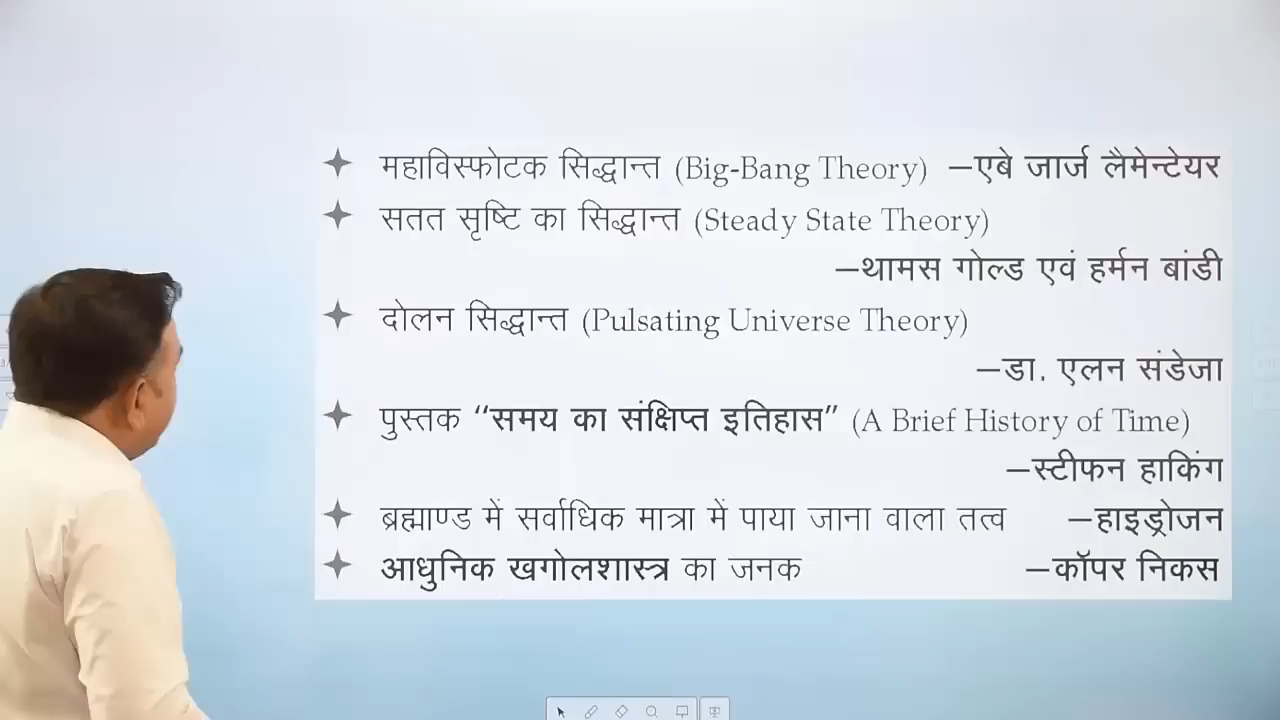 महाविस्फोटक सिद्धान्त (Big-Bang Theory) –एबे जार्ज लैमेन्टेयर
सतत सृष्टि का सिद्धान्त (Steady State Theory)
–थामस गोल्ड एवं हर्मन बांडी
दोलन सिद्धान्त (Pulsating Universe Theory)
–डा. एलन संडेजा
पुस्तक “समय का संक्षिप्त इतिहास” (A Brief History of Time)
–स्टीफन हाकिंग
ब्रह्माण्ड में सर्वाधिक मात्रा में पाया जाना वाला तत्व –हाइड्रोजन
आधुनिक खगोलशास्त्र का जनक –कॉपर निकस